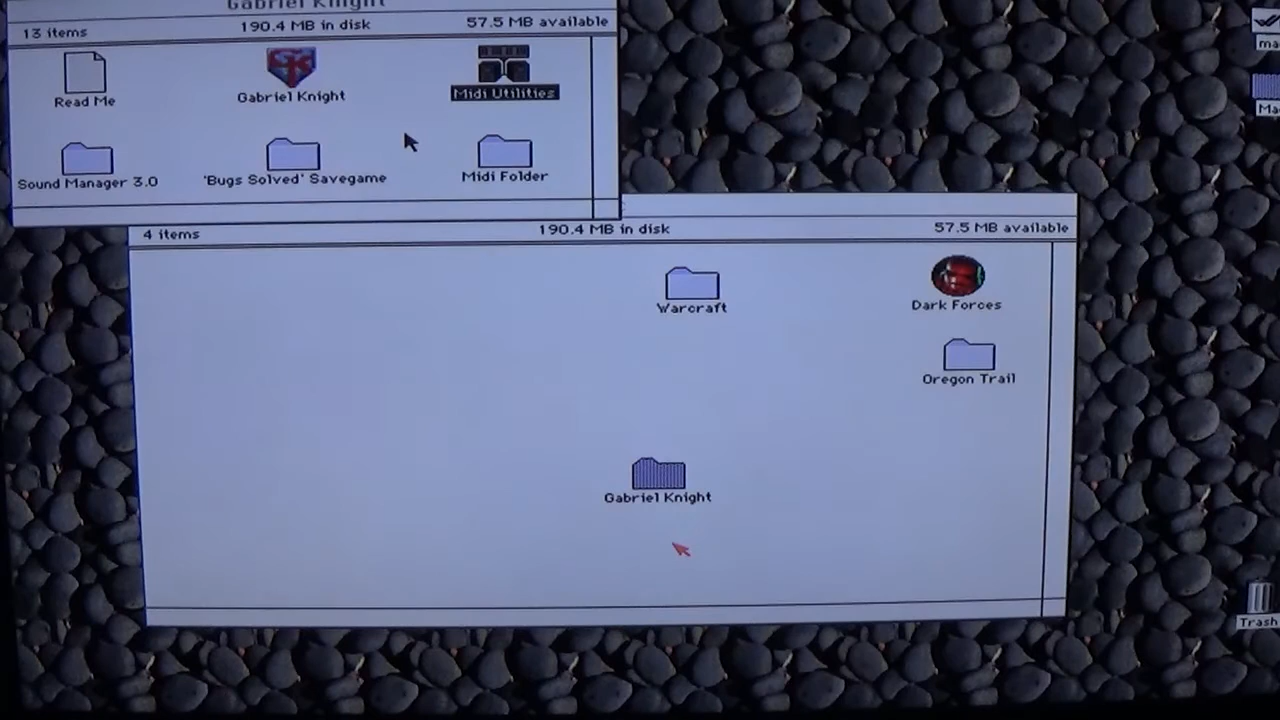 Gabriel Knight
13 items 190.4 MB in disk 57.5 MB available
Read Me Gabriel Knight Midi Utilities
Sound Manager 3.0 'Bugs Solved' Savegame Midi Folder
4 items 190.4 MB in disk 57.5 MB available
Warcraft Dark Forces
Oregon Trail
Gabriel Knight
ma
Ma
Trash